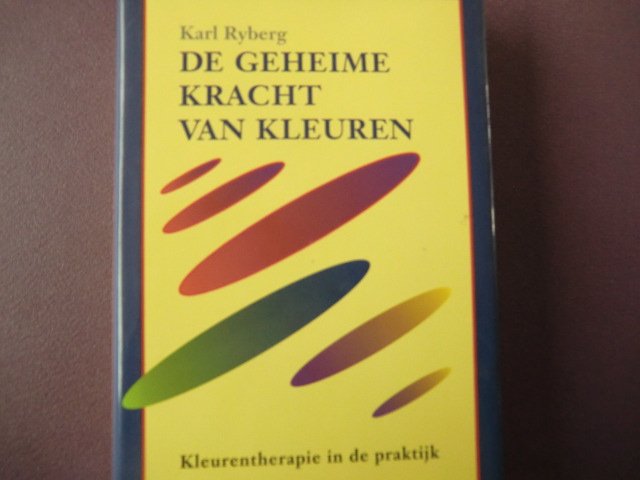 Karl Ryberg
DE GEHEIME
KRACHT
VAN KLEUREN
Kleurentherapie in de praktijk